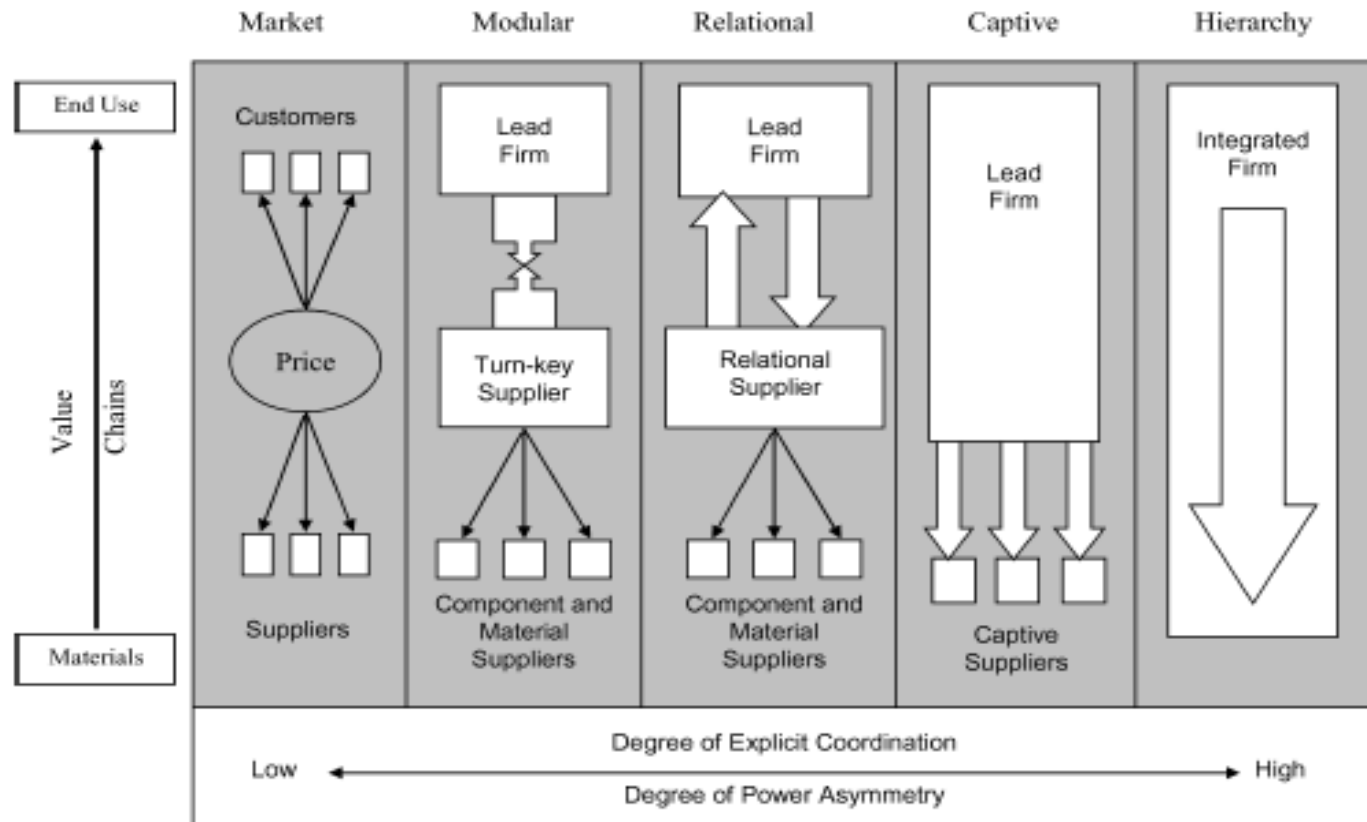 Market
Modular
Relational
Captive
Hierarchy
End Use
Value
Chains
Materials
Customers
Price
Suppliers
Lead
Firm
Turn-key
Supplier
Component and
Material
Suppliers
Lead
Firm
Relational
Supplier
Component and
Material
Suppliers
Lead
Firm
Captive
Suppliers
Integrated
Firm
Degree of Explicit Coordination
Low
High
Degree of Power Asymmetry